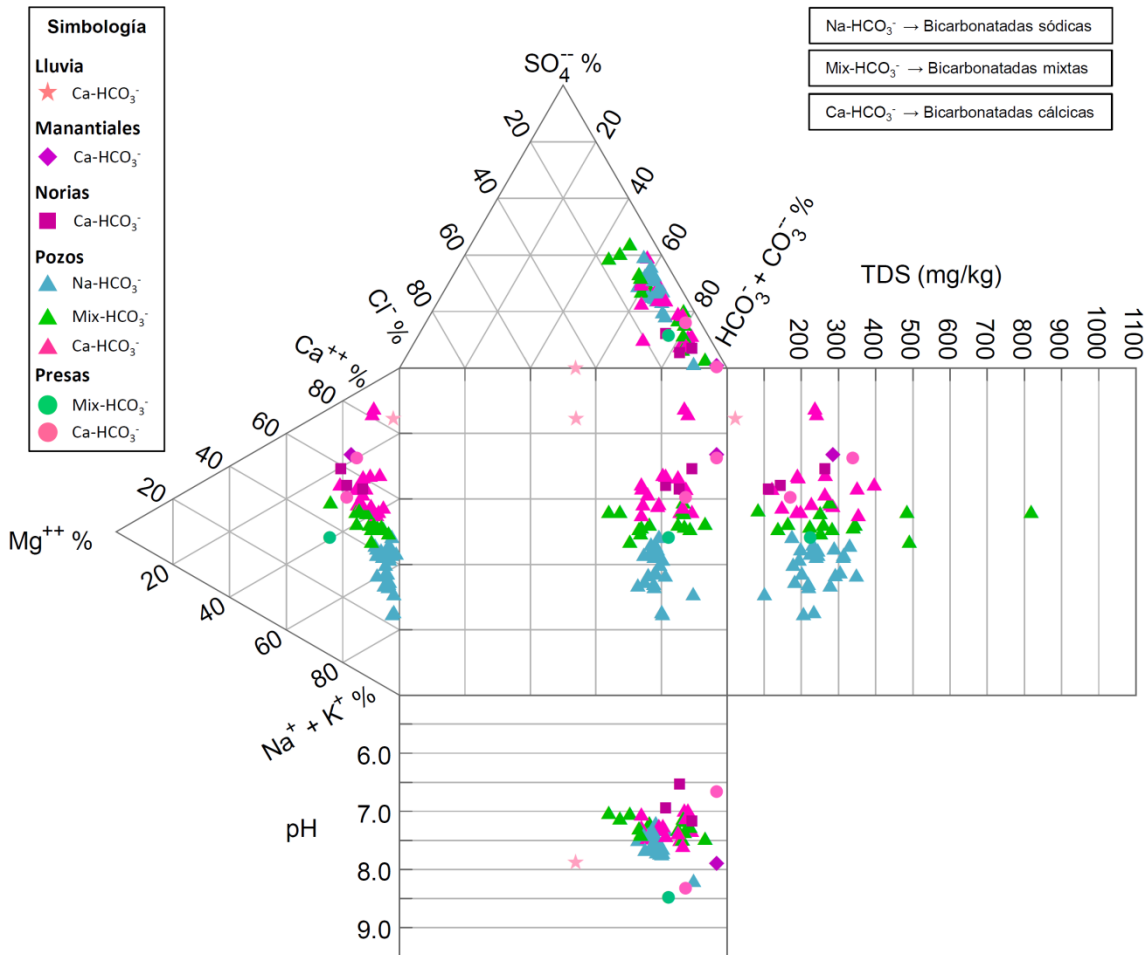 Simbología
Lluvia
Ca-HCO₃⁻
Manantiales
Ca-HCO₃⁻
Norias
Ca-HCO₃⁻
Pozos
Na-HCO₃⁻
Mix-HCO₃⁻
Ca-HCO₃⁻
Presas
Mix-HCO₃⁻
Ca-HCO₃⁻
Na-HCO₃⁻ → Bicarbonatadas sódicas
Mix-HCO₃⁻ → Bicarbonatadas mixtas
Ca-HCO₃⁻ → Bicarbonatadas cálcicas
SO₄⁻⁻ %
20
20
40
40
60
60
80
80
Cl⁻ %
HCO₃⁻ + CO₃⁻⁻ %
TDS (mg/kg)
200
300
400
500
600
700
800
900
1000
1100
Ca⁺⁺ %
80
60
40
20
Mg⁺⁺ %
20
40
60
80
Na⁺ + K⁺ %
pH
6.0
7.0
8.0
9.0